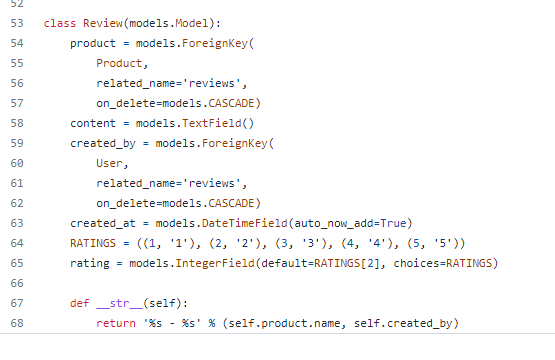 52
53 class Review(models.Model):
54     product = models.ForeignKey(
55         Product,
56         related_name='reviews',
57         on_delete=models.CASCADE)
58     content = models.TextField()
59     created_by = models.ForeignKey(
60         User,
61         related_name='reviews',
62         on_delete=models.CASCADE)
63     created_at = models.DateTimeField(auto_now_add=True)
64     RATINGS = ((1, '1'), (2, '2'), (3, '3'), (4, '4'), (5, '5'))
65     rating = models.IntegerField(default=RATINGS[2], choices=RATINGS)
66
67     def __str__(self):
68         return '%s - %s' % (self.product.name, self.created_by)